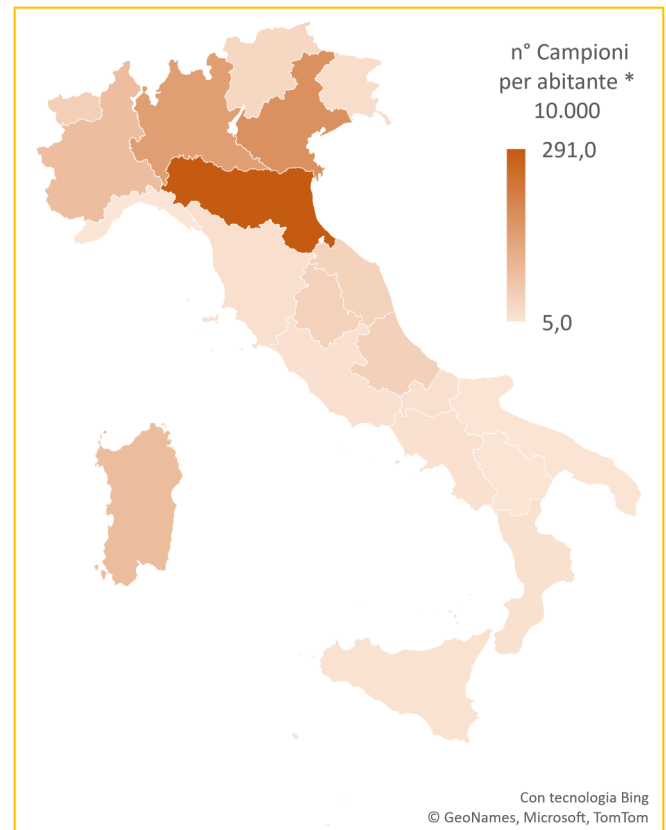 n° Campioni
per abitante *
10.000
291,0
5,0
Con tecnologia Bing
© GeoNames, Microsoft, TomTom